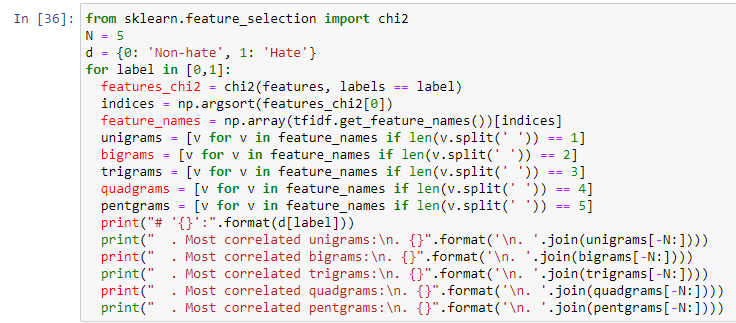 In [36]: from sklearn.feature_selection import chi2
N = 5
d = {0: 'Non-hate', 1: 'Hate'}
for label in [0,1]:
  features_chi2 = chi2(features, labels == label)
  indices = np.argsort(features_chi2[0])
  feature_names = np.array(tfidf.get_feature_names())[indices]
  unigrams = [v for v in feature_names if len(v.split(' ')) == 1]
  bigrams = [v for v in feature_names if len(v.split(' ')) == 2]
  trigrams = [v for v in feature_names if len(v.split(' ')) == 3]
  quadgrams = [v for v in feature_names if len(v.split(' ')) == 4]
  pentgrams = [v for v in feature_names if len(v.split(' ')) == 5]
  print("# '{}':".format(d[label]))
  print("  . Most correlated unigrams:\n. {}".format('\n. '.join(unigrams[-N:])))
  print("  . Most correlated bigrams:\n. {}".format('\n. '.join(bigrams[-N:])))
  print("  . Most correlated trigrams:\n. {}".format('\n. '.join(trigrams[-N:])))
  print("  . Most correlated quadgrams:\n. {}".format('\n. '.join(quadgrams[-N:])))
  print("  . Most correlated pentgrams:\n. {}".format('\n. '.join(pentgrams[-N:])))